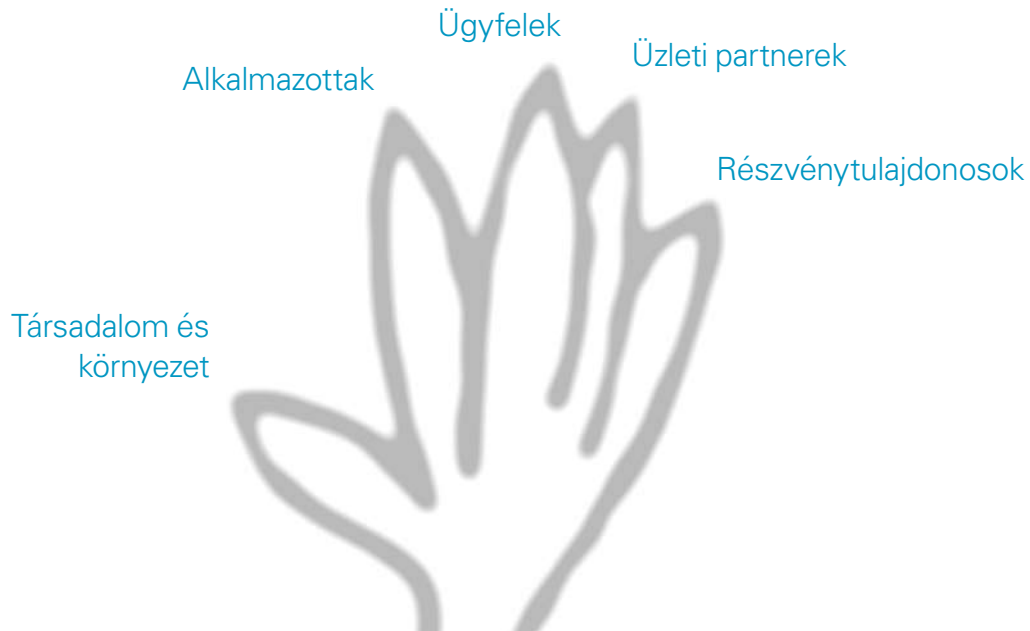 Ügyfelek
Üzleti partnerek
Alkalmazottak
Részvénytulajdonosok
Társadalom és
környezet